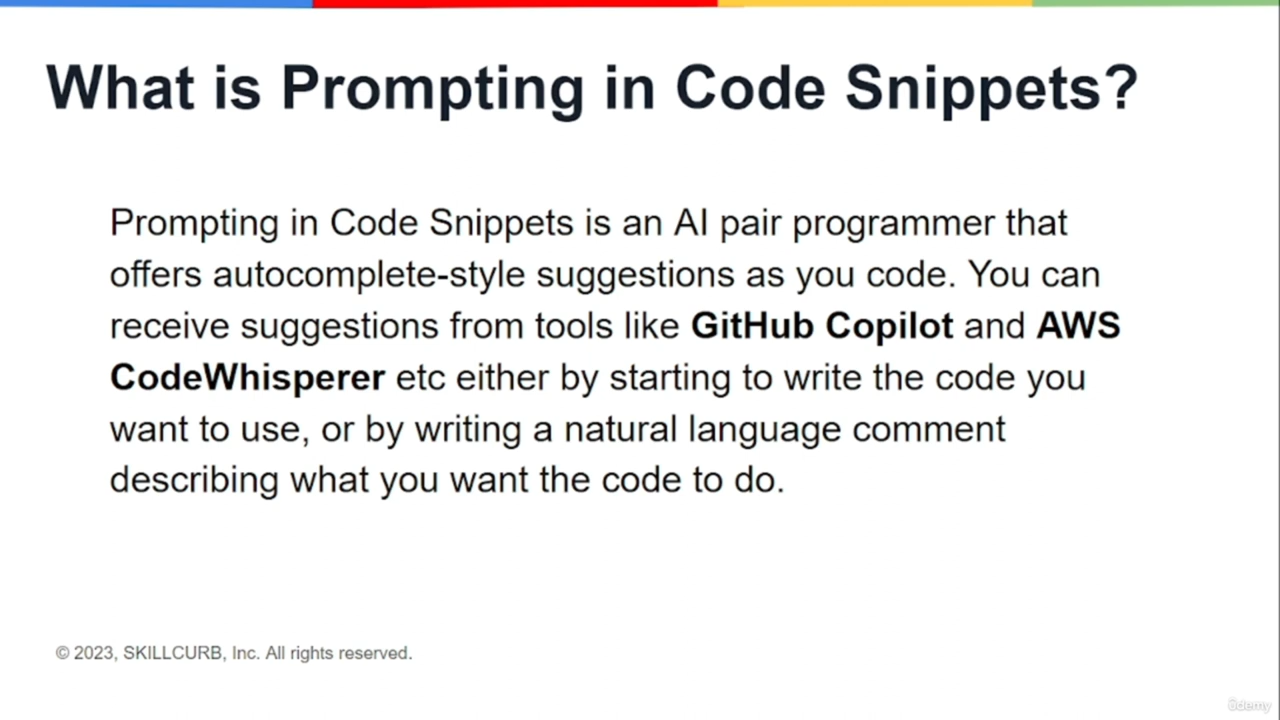 What is Prompting in Code Snippets?
Prompting in Code Snippets is an AI pair programmer that
offers autocomplete-style suggestions as you code. You can
receive suggestions from tools like GitHub Copilot and AWS
CodeWhisperer etc either by starting to write the code you
want to use, or by writing a natural language comment
describing what you want the code to do.
© 2023, SKILLCURB, Inc. All rights reserved.
ûdemy